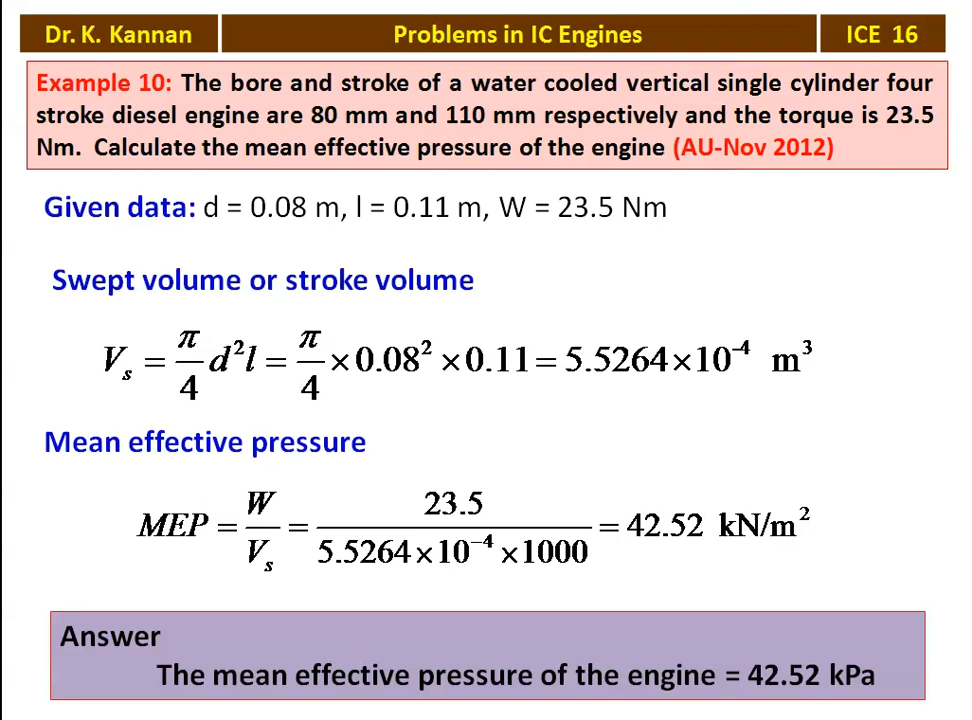 Dr. K. Kannan Problems in IC Engines ICE 16
Example 10: The bore and stroke of a water cooled vertical single cylinder four
stroke diesel engine are 80 mm and 110 mm respectively and the torque is 23.5
Nm. Calculate the mean effective pressure of the engine (AU-Nov 2012)
Given data: d = 0.08 m, l = 0.11 m, W = 23.5 Nm
Swept volume or stroke volume
Vₛ = π/4 d²l = π/4 × 0.08² × 0.11 = 5.5264×10⁻⁴ m³
Mean effective pressure
MEP = W/Vₛ = 23.5/5.5264×10⁻⁴×1000 = 42.52 kN/m²
Answer
The mean effective pressure of the engine = 42.52 kPa